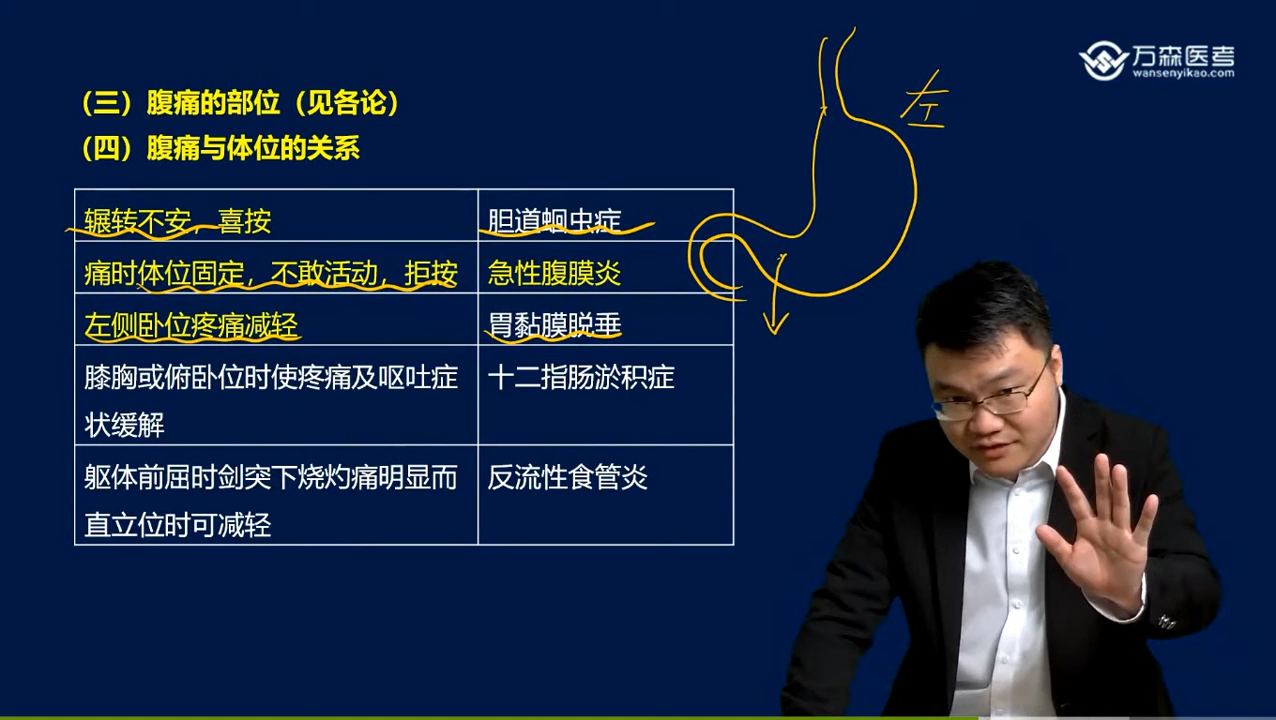 万森医考
wansenyikao.com
（三）腹痛的部位（见各论）
（四）腹痛与体位的关系
左
辗转不安，喜按
胆道蛔虫症
痛时体位固定，不敢活动，拒按
急性腹膜炎
左侧卧位疼痛减轻
胃黏膜脱垂
膝胸或俯卧位时使疼痛及呕吐症
状缓解
十二指肠淤积症
躯体前屈时剑突下烧灼痛明显而
直立位时可减轻
反流性食管炎